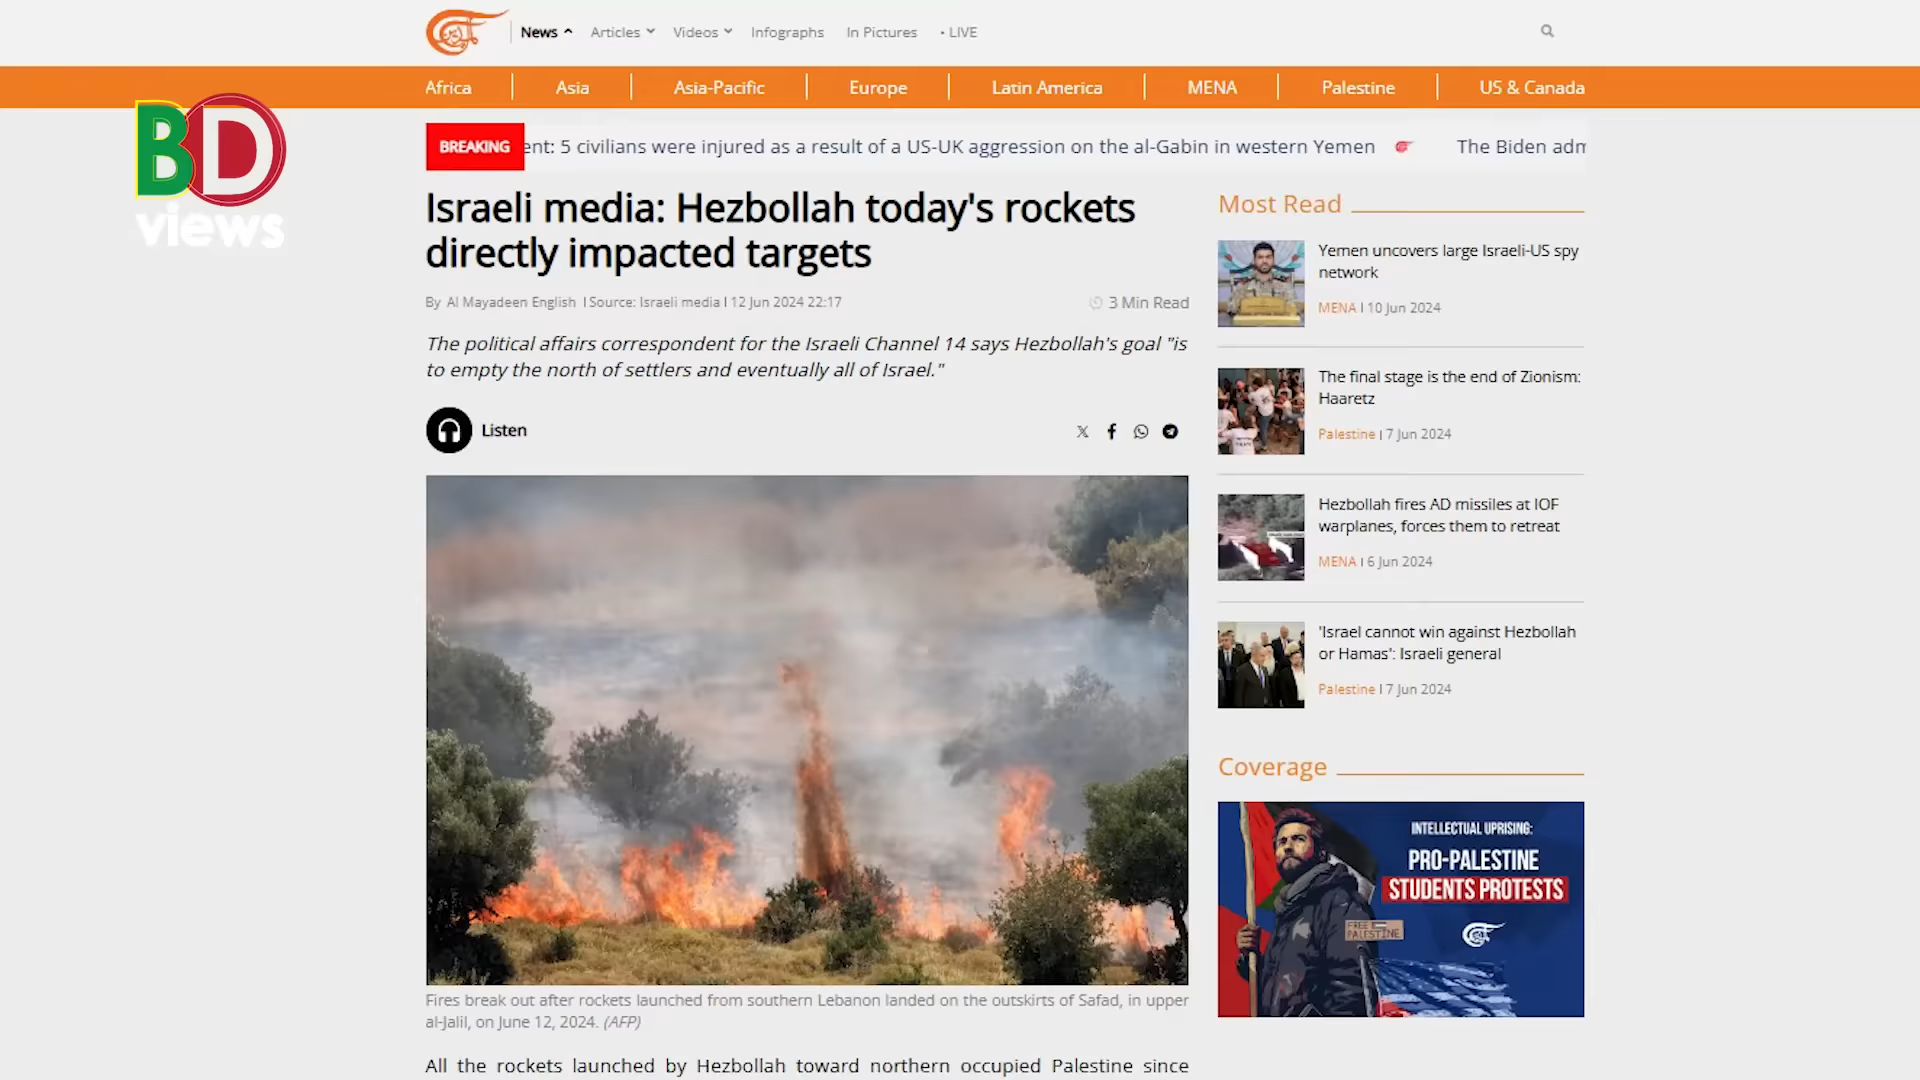 News Articles Videos Infographs In Pictures • LIVE
Africa Asia Asia-Pacific Europe Latin America MENA Palestine US & Canada
BD
views
BREAKING ent: 5 civilians were injured as a result of a US-UK aggression on the al-Gabin in western Yemen The Biden adm
Israeli media: Hezbollah today's rockets
directly impacted targets
By Al Mayadeen English | Source: Israeli media | 12 Jun 2024 22:17
3 Min Read
The political affairs correspondent for the Israeli Channel 14 says Hezbollah's goal "is
to empty the north of settlers and eventually all of Israel."
Listen
Fires break out after rockets launched from southern Lebanon landed on the outskirts of Safad, in upper
al-Jalil, on June 12, 2024. (AFP)
All the rockets launched by Hezbollah toward northern occupied Palestine since
Most Read
Yemen uncovers large Israeli-US spy
network
MENA | 10 Jun 2024
The final stage is the end of Zionism:
Haaretz
Palestine | 7 Jun 2024
Hezbollah fires AD missiles at IOF
warplanes, forces them to retreat
MENA | 6 Jun 2024
'Israel cannot win against Hezbollah
or Hamas': Israeli general
Palestine | 7 Jun 2024
Coverage
INTELLECTUAL UPRISING:
PRO-PALESTINE
STUDENTS PROTESTS
FREE
PALESTINE